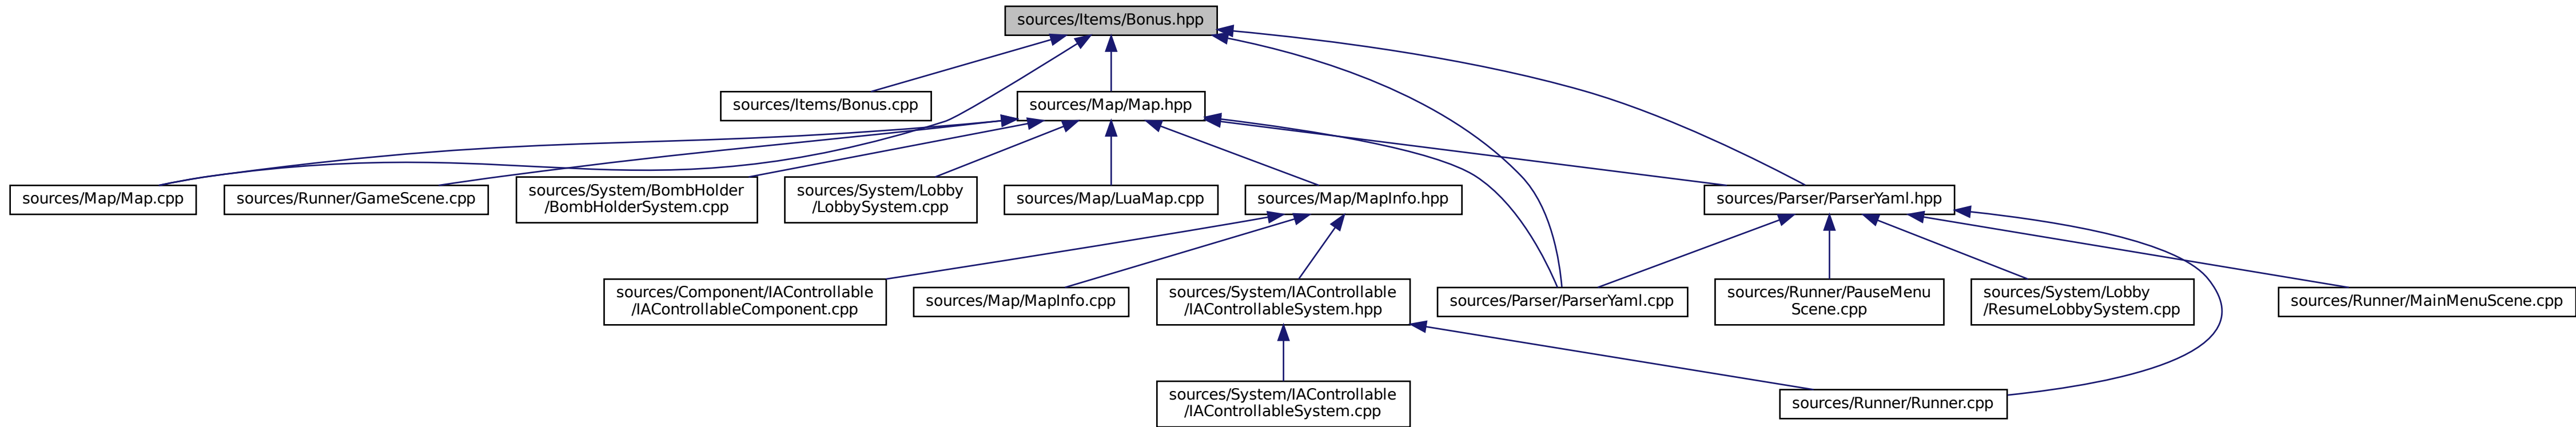 sources/Items/Bonus.hpp
sources/Items/Bonus.cpp
sources/Map/Map.hpp
sources/Map/Map.cpp
sources/Runner/GameScene.cpp
sources/System/BombHolder
/BombHolderSystem.cpp
sources/System/Lobby
/LobbySystem.cpp
sources/Map/LuaMap.cpp
sources/Map/MapInfo.hpp
sources/Parser/ParserYaml.hpp
sources/Component/IAControllable
/IAControllableComponent.cpp
sources/Map/MapInfo.cpp
sources/System/IAControllable
/IAControllableSystem.hpp
sources/Parser/ParserYaml.cpp
sources/Runner/PauseMenu
Scene.cpp
sources/System/Lobby
/ResumeLobbySystem.cpp
sources/Runner/MainMenuScene.cpp
sources/System/IAControllable
/IAControllableSystem.cpp
sources/Runner/Runner.cpp